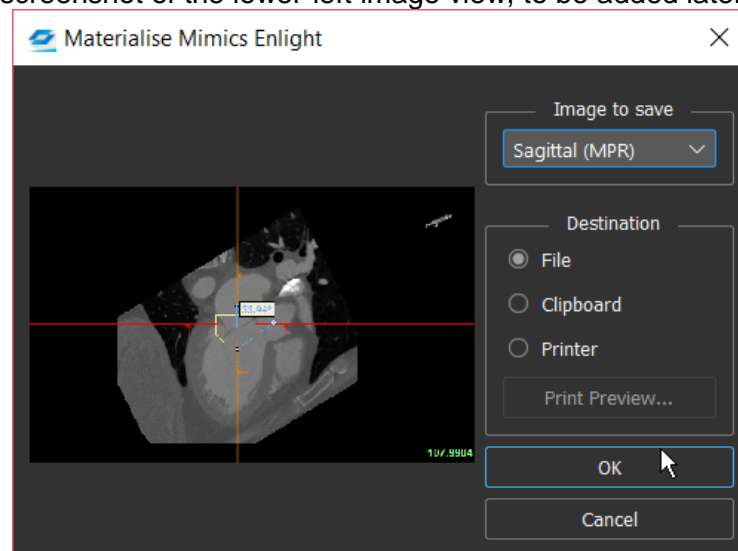 screenshot of the lower left image view, to be added later
Materialise Mimics Enlight
Image to save
Sagittal (MPR)
Destination
File
Clipboard
Printer
Print Preview...
107.9904
OK
Cancel